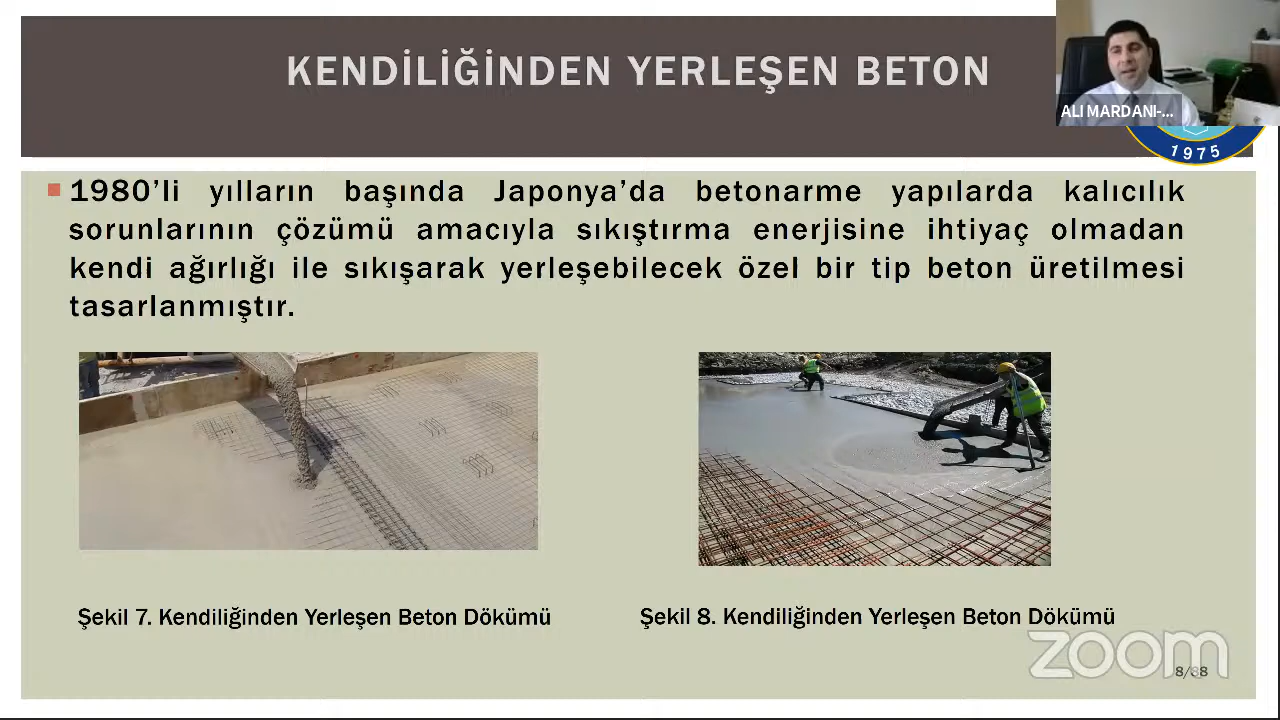 KENDİLİĞİNDEN YERLEŞEN BETON
ALI MARDANI-...
1975
1980’li yılların başında Japonya’da betonarme yapılarda kalıcılık
sorunlarının çözümü amacıyla sıkıştırma enerjisine ihtiyaç olmadan
kendi ağırlığı ile sıkışarak yerleşebilecek özel bir tip beton üretilmesi
tasarlanmıştır.
Şekil 7. Kendiliğinden Yerleşen Beton Dökümü
Şekil 8. Kendiliğinden Yerleşen Beton Dökümü
zoom
8/88